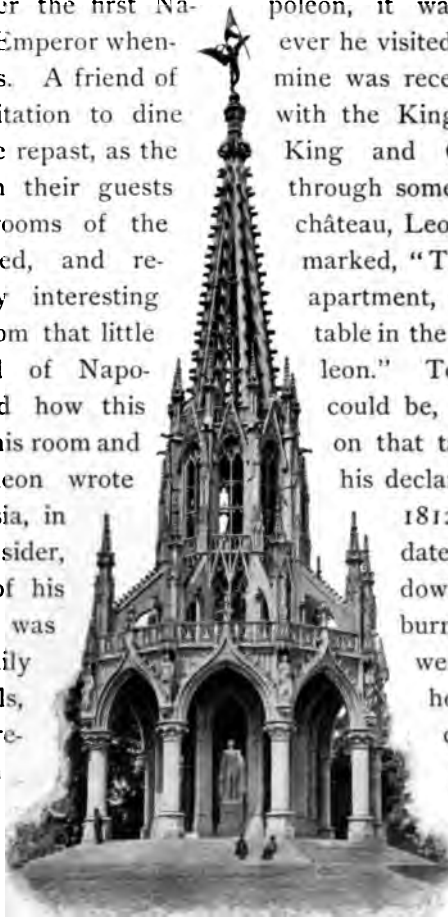 er the first Na- poleon, it wa
Emperor when- ever he visited
s. A friend of mine was rece
itation to dine with the King
repast, as the King and
their guests through some
rooms of the château, Leo
ed, and re- marked, "T
interesting apartment,
om that little table in the
of Napo- leon." To
how this could be,
is room and on that t
eon wrote his decla
sia, in 181
sider, date
of his dow
was burn
ily we
ls, he
re-